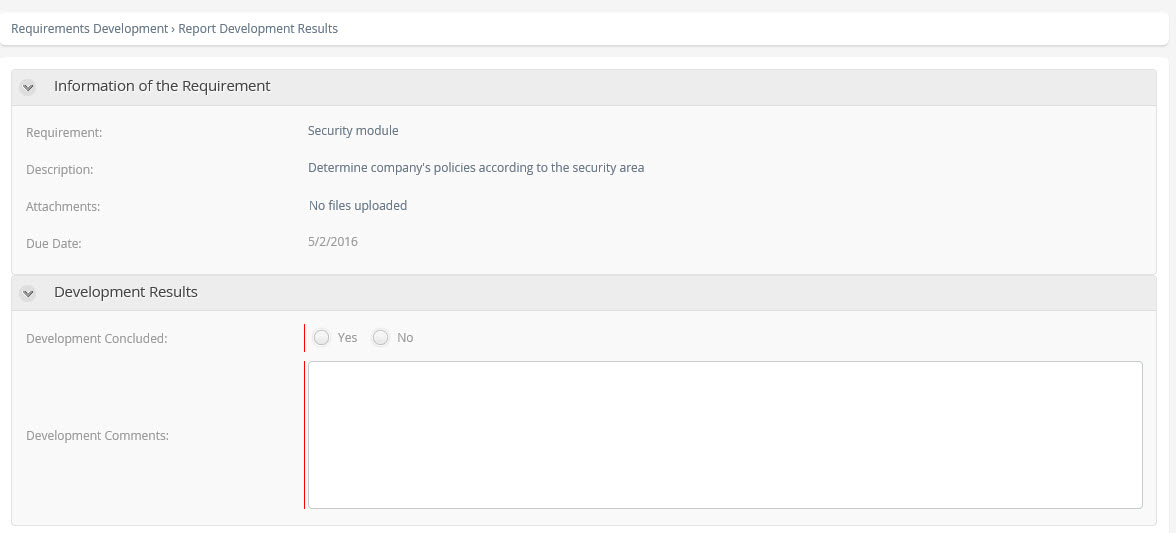 Requirements Development › Report Development Results
Information of the Requirement
Requirement: Security module
Description: Determine company's policies according to the security area
Attachments: No files uploaded
Due Date: 5/2/2016
Development Results
Development Concluded: Yes No
Development Comments: